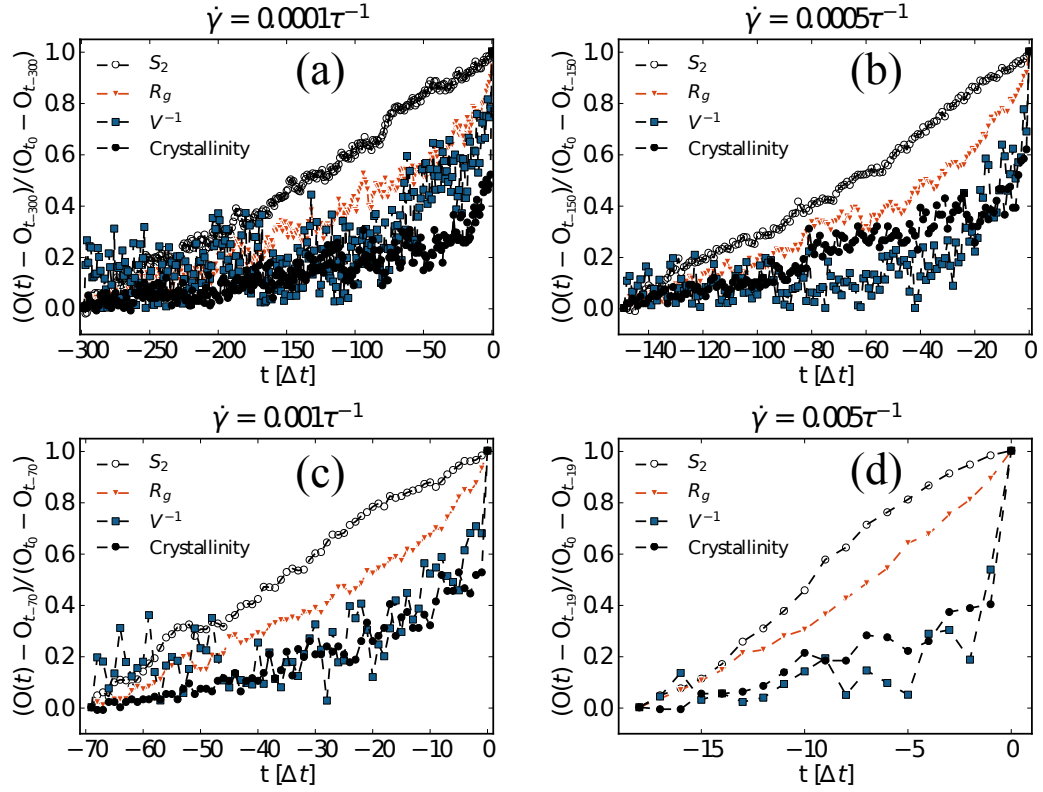 γ̇ = 0.0001τ⁻¹
(a)
S₂
R_g
V⁻¹
Crystallinity
(O(t) − O_{t−300})/(O_{t₀} − O_{t−300})
1.0
0.8
0.6
0.4
0.2
0.0
−300 −250 −200 −150 −100 −50 0
t [Δt]
γ̇ = 0.0005τ⁻¹
(b)
S₂
R_g
V⁻¹
Crystallinity
(O(t) − O_{t−150})/(O_{t₀} − O_{t−150})
1.0
0.8
0.6
0.4
0.2
0.0
−140 −120 −100 −80 −60 −40 −20 0
t [Δt]
γ̇ = 0.001τ⁻¹
(c)
S₂
R_g
V⁻¹
Crystallinity
(O(t) − O_{t−70})/(O_{t₀} − O_{t−70})
1.0
0.8
0.6
0.4
0.2
0.0
−70 −60 −50 −40 −30 −20 −10 0
t [Δt]
γ̇ = 0.005τ⁻¹
(d)
S₂
R_g
V⁻¹
Crystallinity
(O(t) − O_{t−19})/(O_{t₀} − O_{t−19})
1.0
0.8
0.6
0.4
0.2
0.0
−15 −10 −5 0
t [Δt]